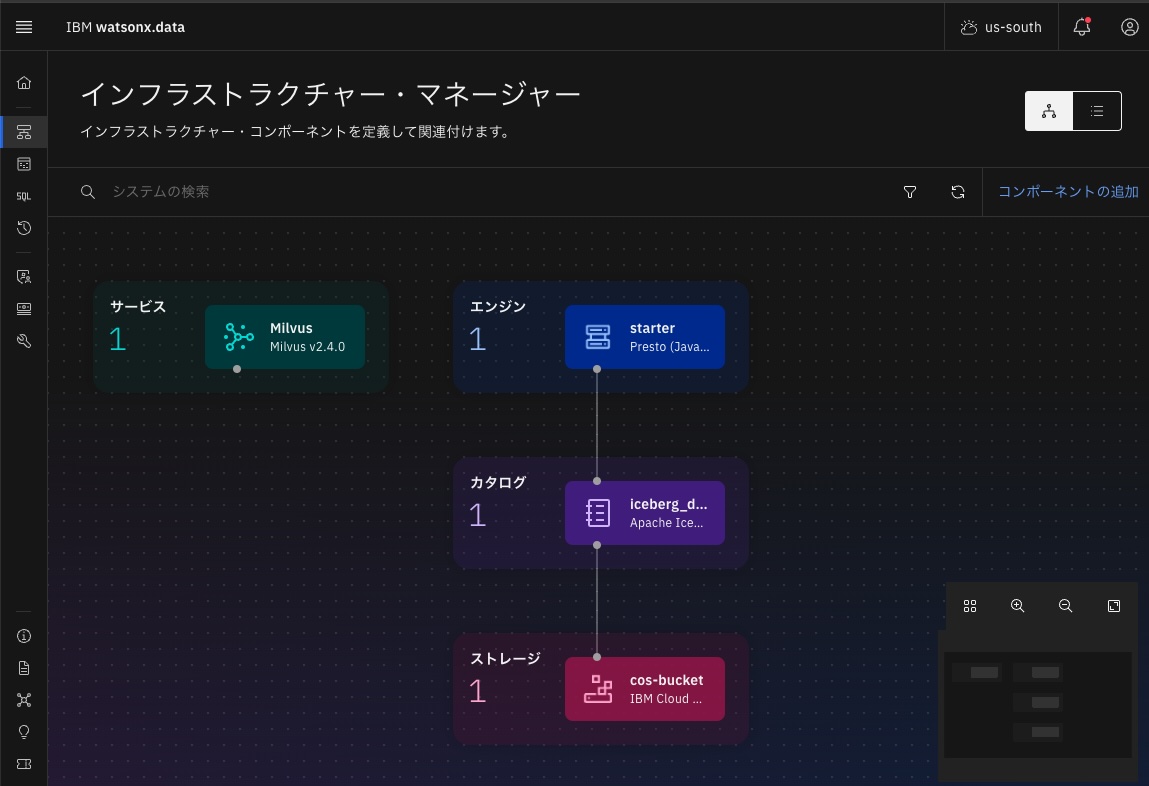 IBM watsonx.data
us-south
インフラストラクチャー・マネージャー
インフラストラクチャー・コンポーネントを定義して関連付けます。
システムの検索
コンポーネントの追加
SQL
サービス
1
Milvus
Milvus v2.4.0
エンジン
1
starter
Presto (Java...
カタログ
1
iceberg_d...
Apache Ice...
ストレージ
1
cos-bucket
IBM Cloud ...